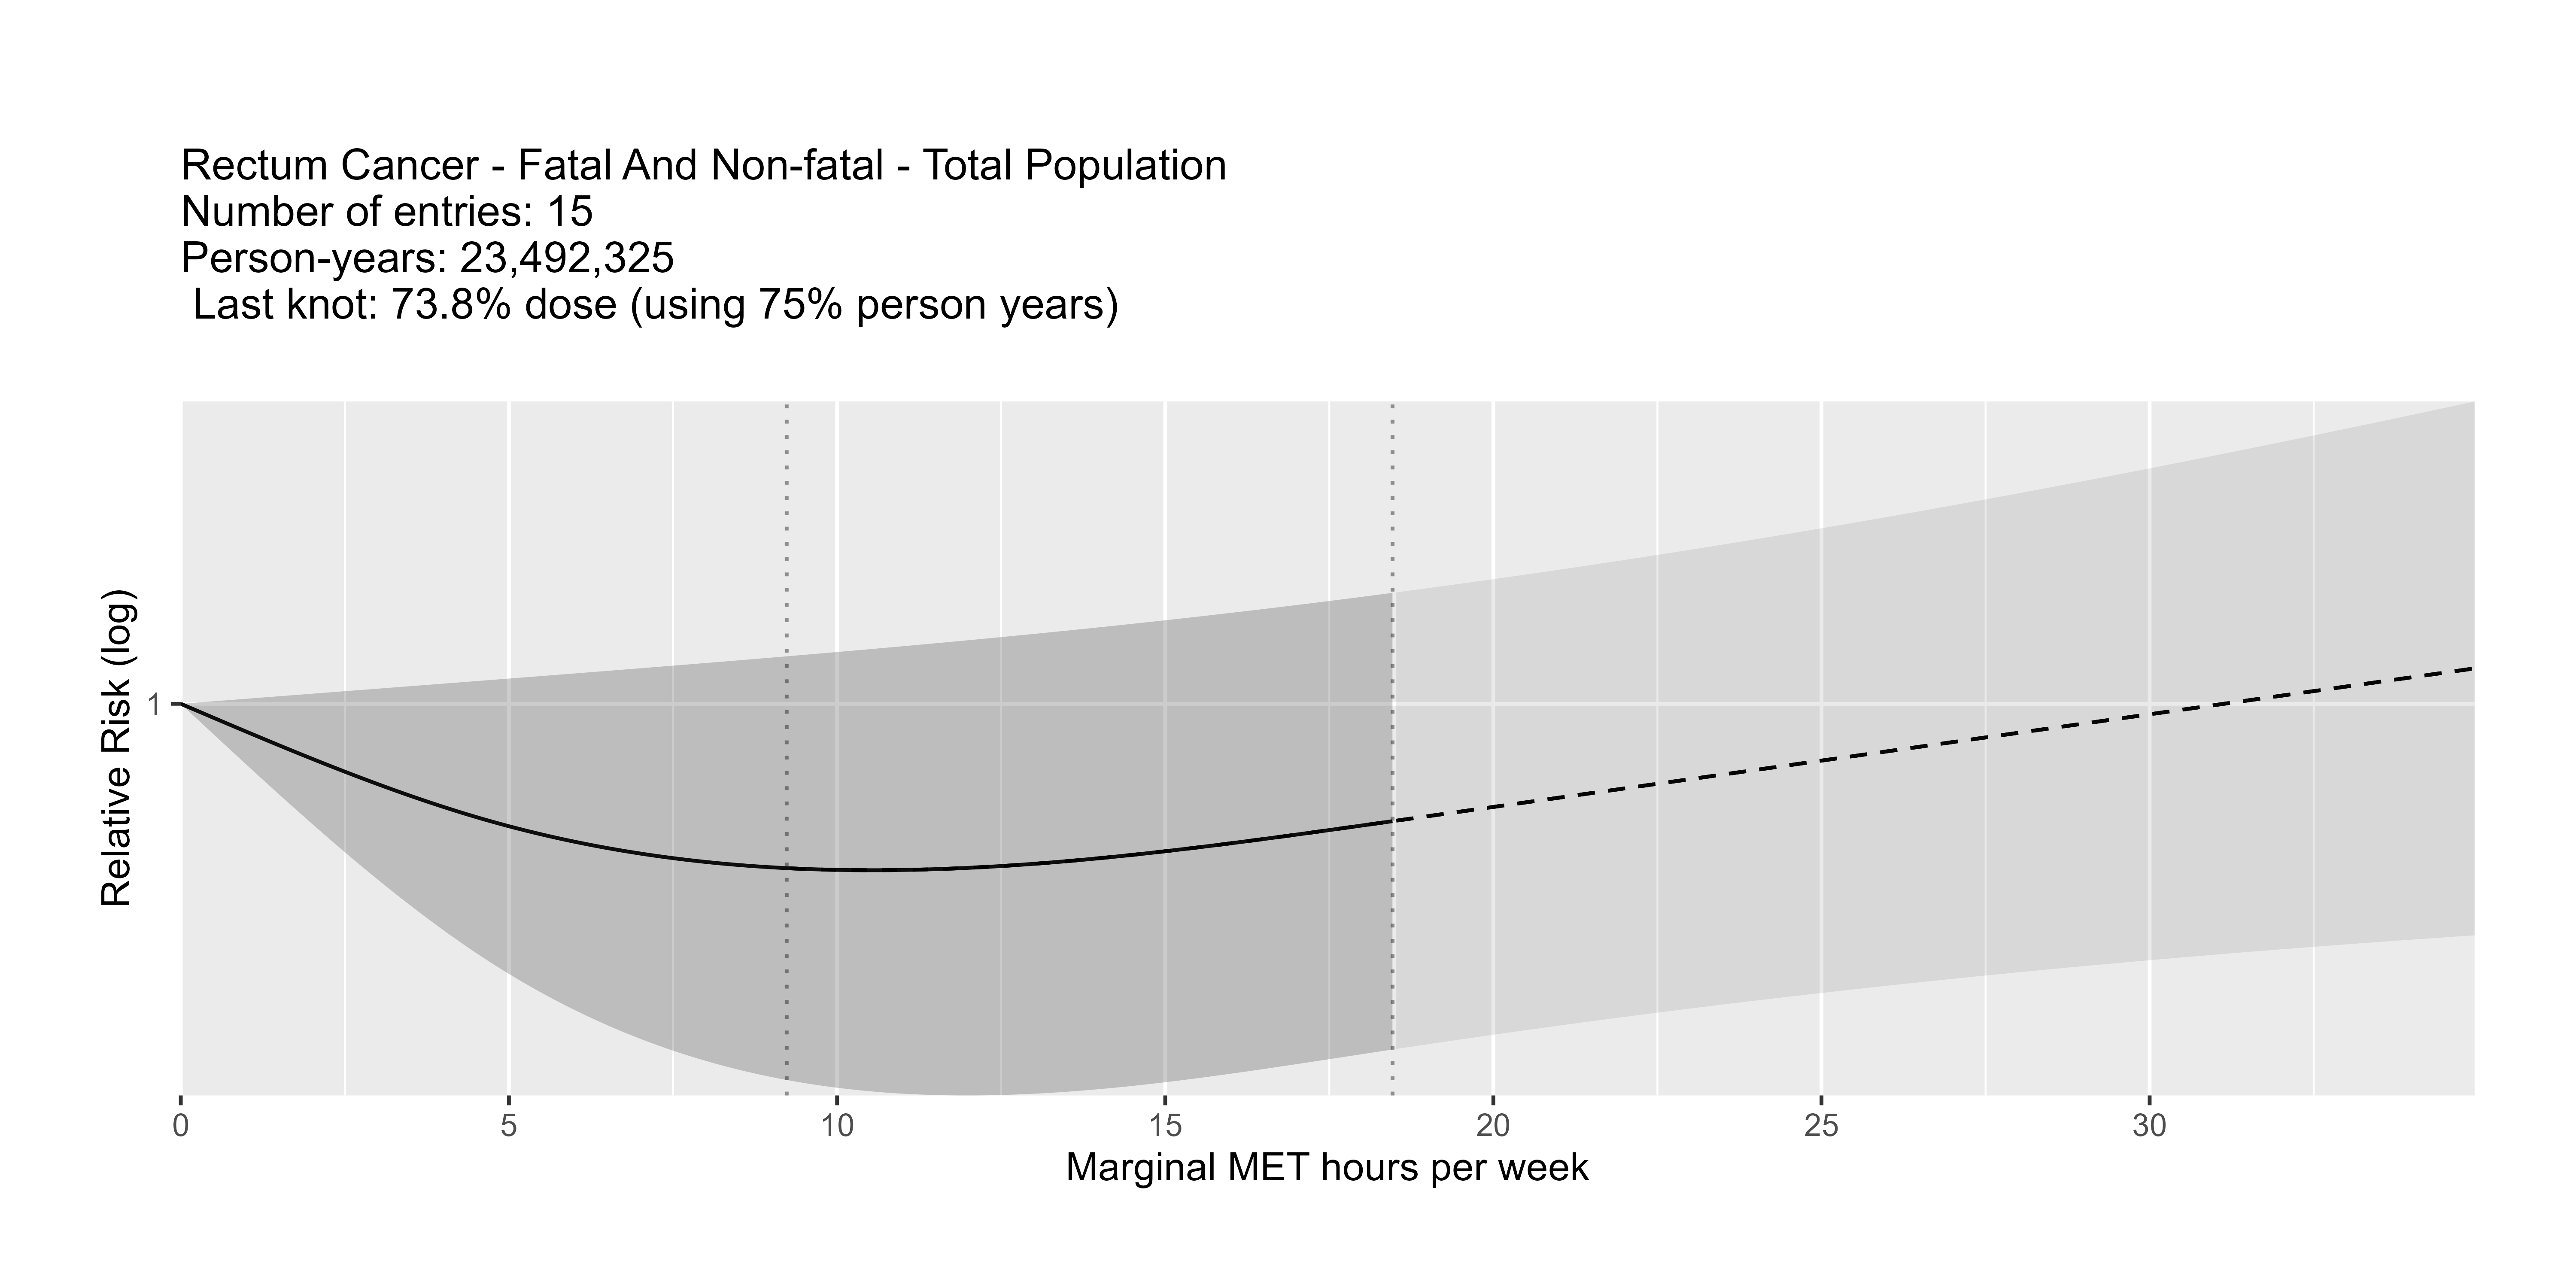 Rectum Cancer - Fatal And Non-fatal - Total Population
Number of entries: 15
Person-years: 23,492,325
Last knot: 73.8% dose (using 75% person years)
Relative Risk (log)
1
0 5 10 15 20 25 30
Marginal MET hours per week